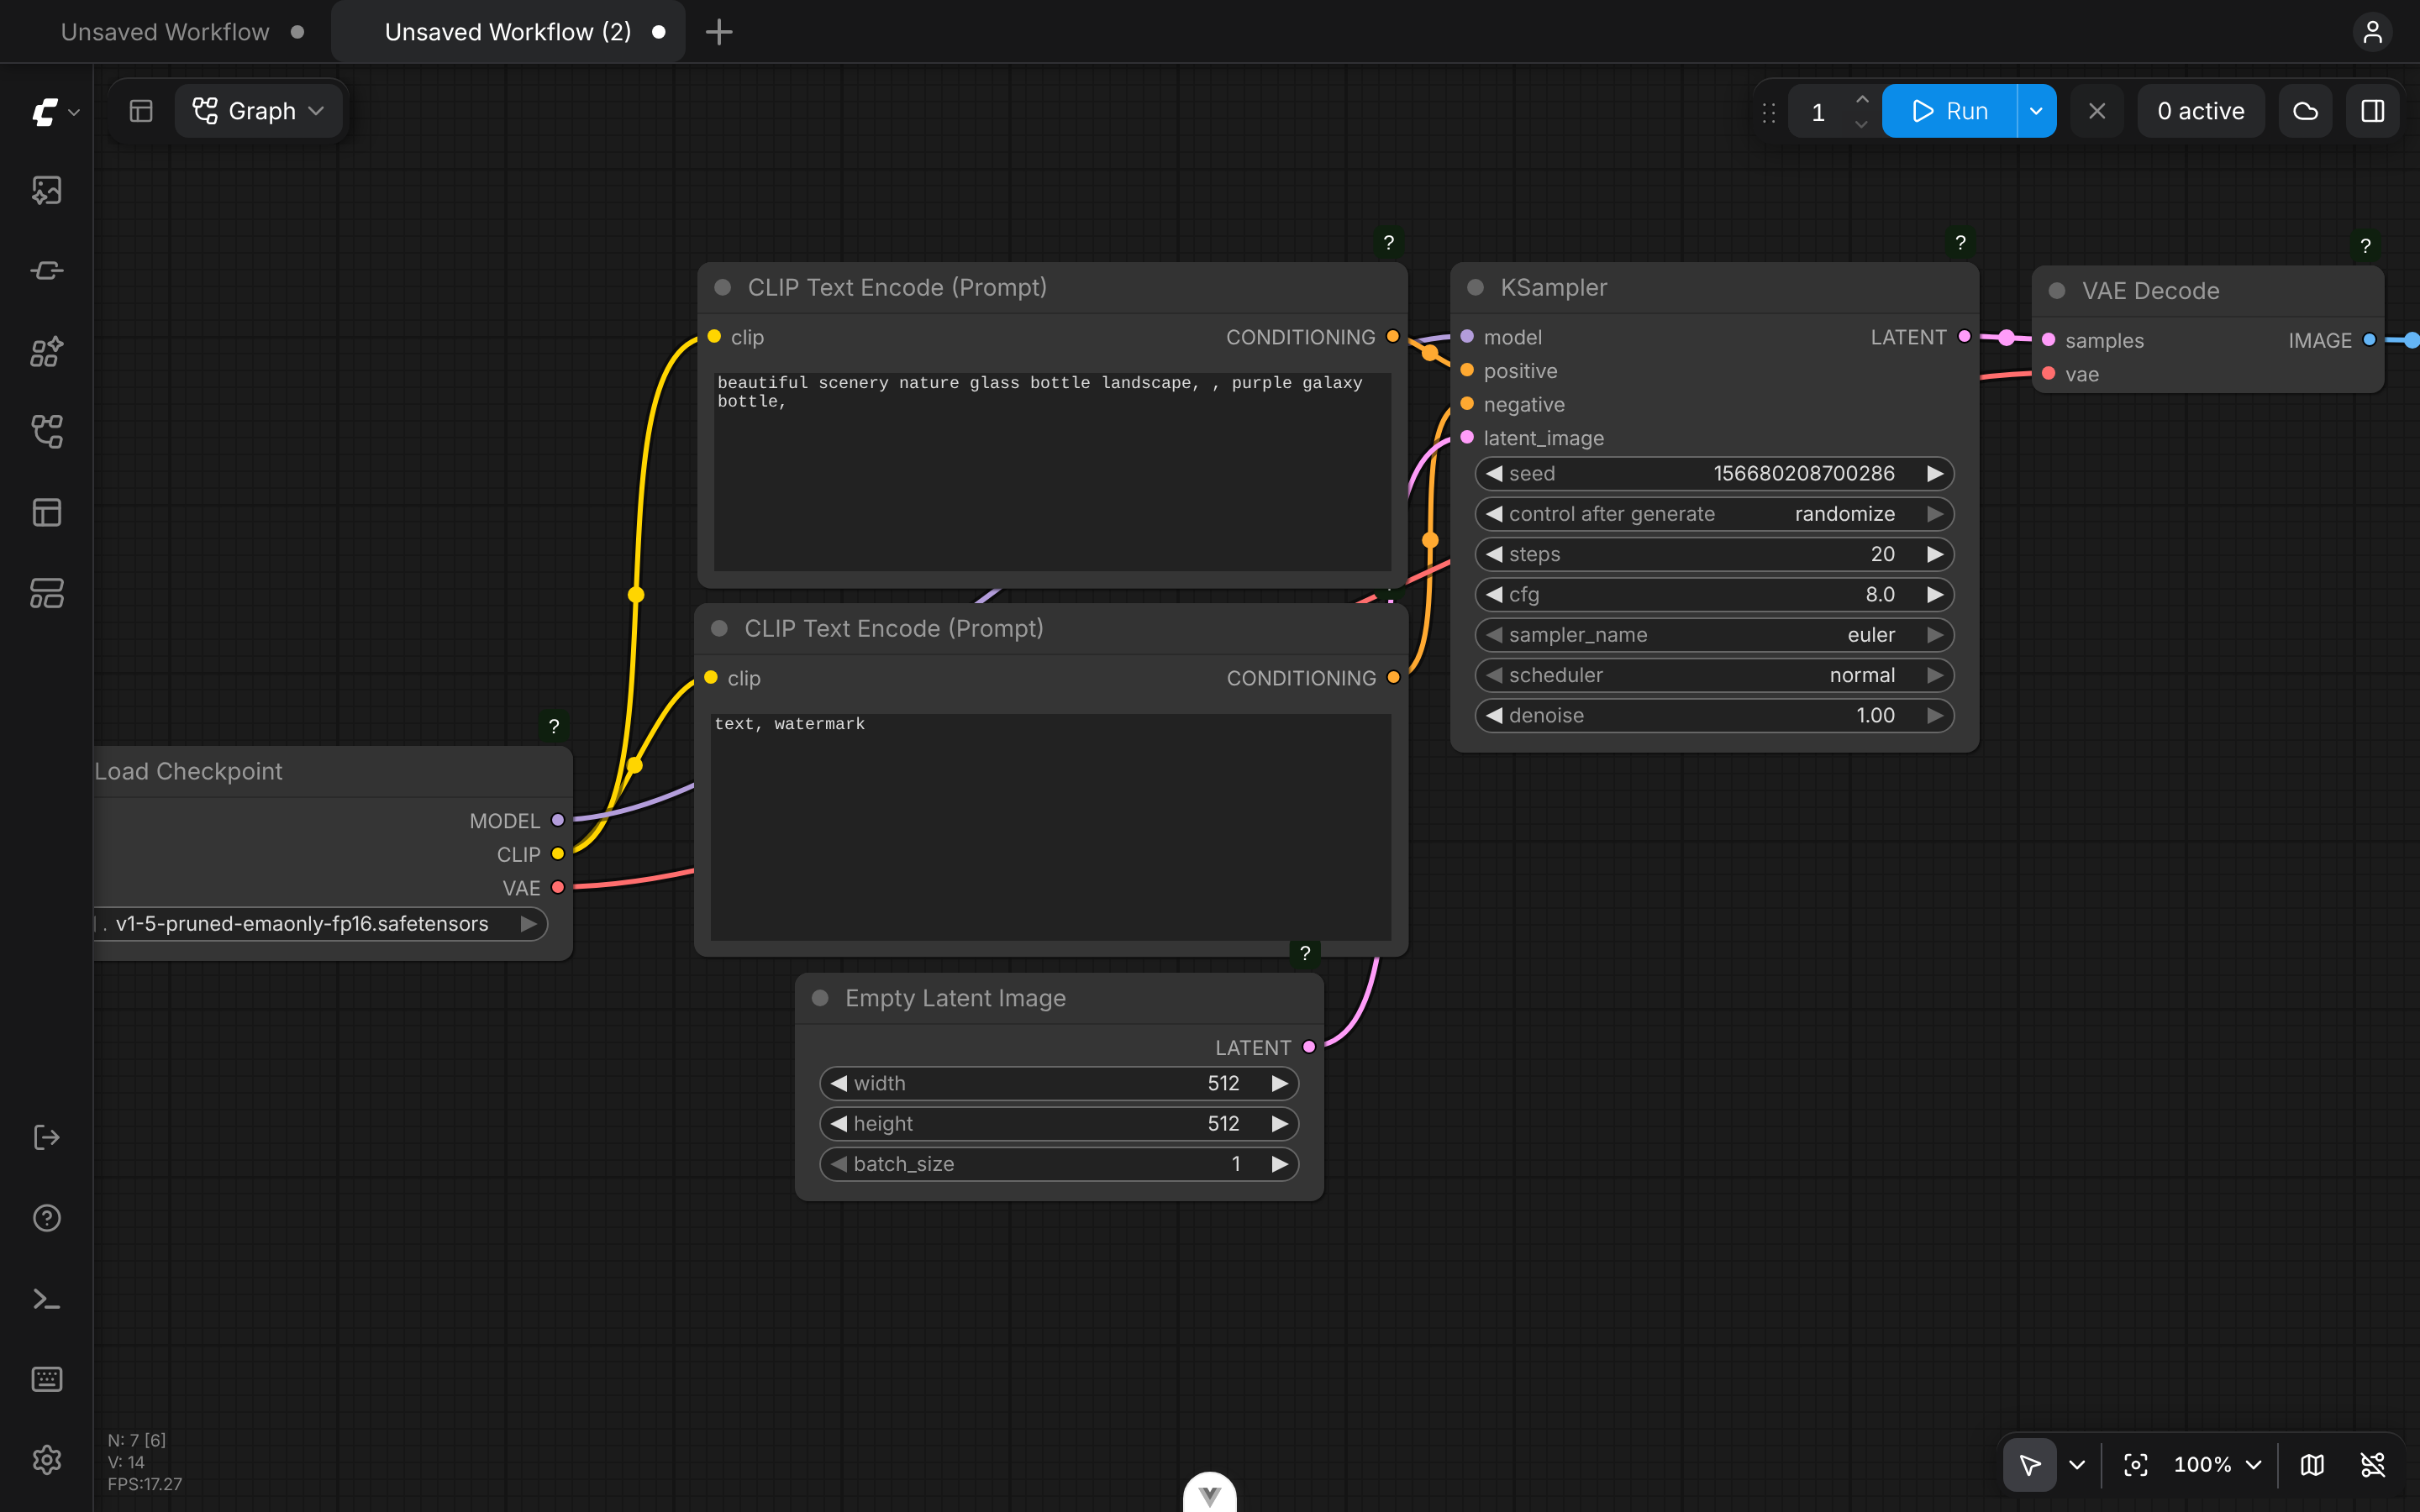 Unsaved Workflow
Unsaved Workflow (2)
Graph
1
Run
0 active
?
?
?
CLIP Text Encode (Prompt)
clip
CONDITIONING
beautiful scenery nature glass bottle landscape, , purple galaxy
bottle,
KSampler
model
LATENT
positive
negative
latent_image
seed 156680208700286
control after generate randomize
steps 20
cfg 8.0
sampler_name euler
scheduler normal
denoise 1.00
VAE Decode
samples
IMAGE
vae
CLIP Text Encode (Prompt)
clip
CONDITIONING
text, watermark
?
Load Checkpoint
MODEL
CLIP
VAE
. v1-5-pruned-emaonly-fp16.safetensors
?
Empty Latent Image
LATENT
width 512
height 512
batch_size 1
N: 7 [6]
V: 14
FPS:17.27
100%